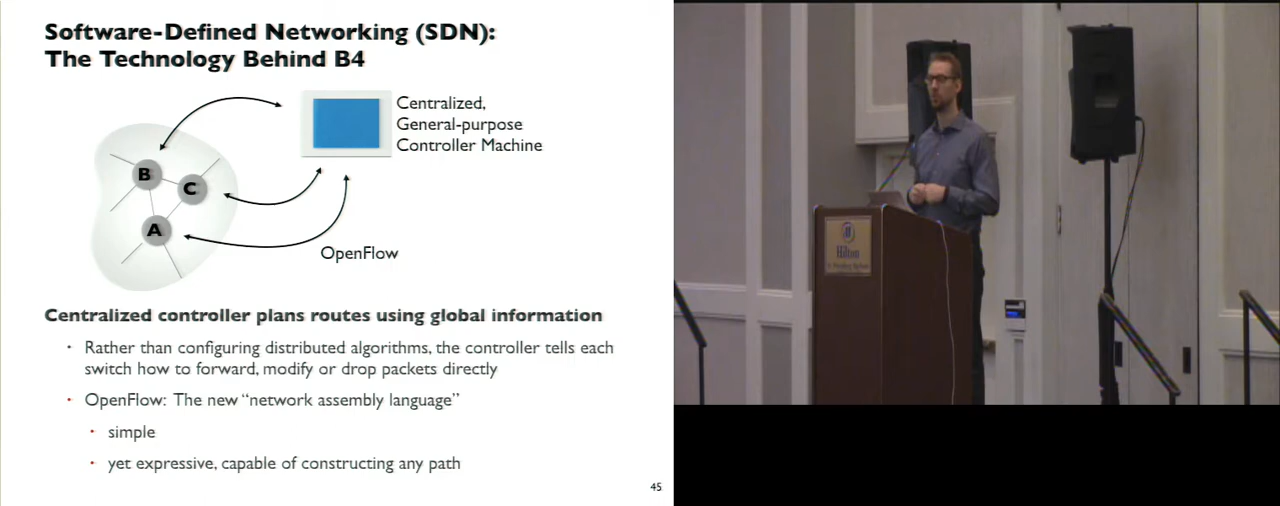 Software-Defined Networking (SDN):
The Technology Behind B4
Centralized,
General-purpose
Controller Machine
B
C
A
OpenFlow
Centralized controller plans routes using global information
· Rather than configuring distributed algorithms, the controller tells each
switch how to forward, modify or drop packets directly
· OpenFlow: The new “network assembly language”
· simple
· yet expressive, capable of constructing any path
45
Hilton